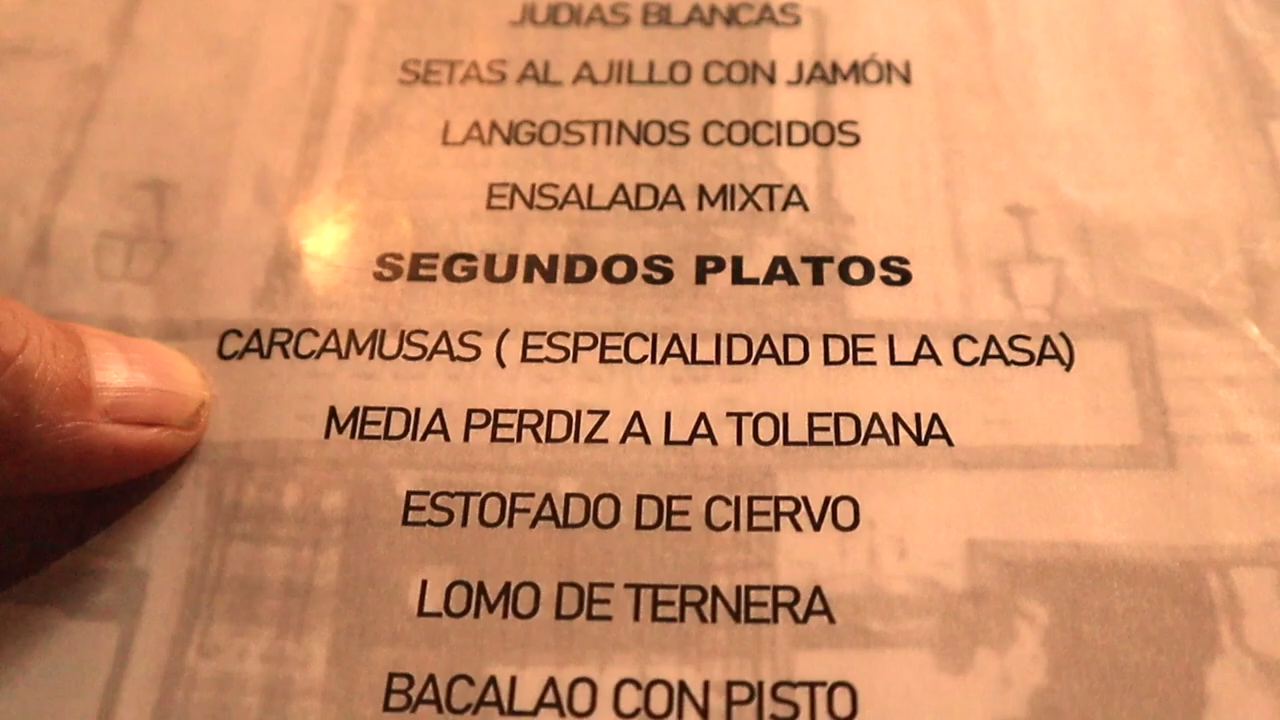 JUDIAS BLANCAS
SETAS AL AJILLO CON JAMÓN
LANGOSTINOS COCIDOS
ENSALADA MIXTA
SEGUNDOS PLATOS
CARCAMUSAS ( ESPECIALIDAD DE LA CASA)
MEDIA PERDIZ A LA TOLEDANA
ESTOFADO DE CIERVO
LOMO DE TERNERA
BACALAO CON PISTO